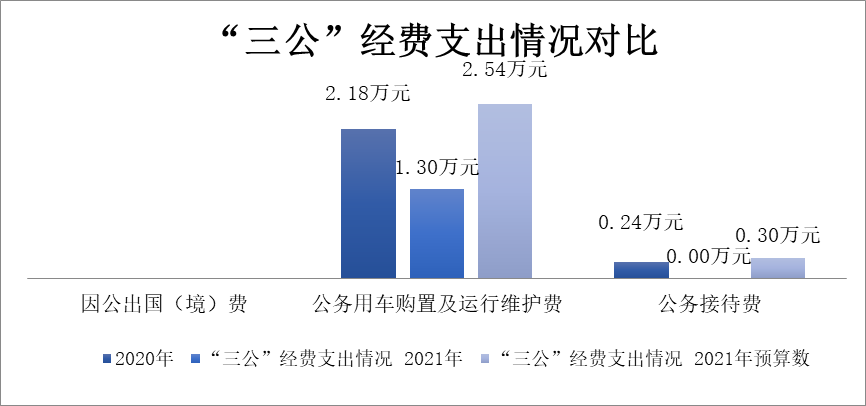 “三公”经费支出情况对比
2.54万元
2.18万元
1.30万元
0.24万元
0.30万元
0.00万元
因公出国（境）费 公务用车购置及运行维护费 公务接待费
2020年 “三公”经费支出情况 2021年 “三公”经费支出情况 2021年预算数